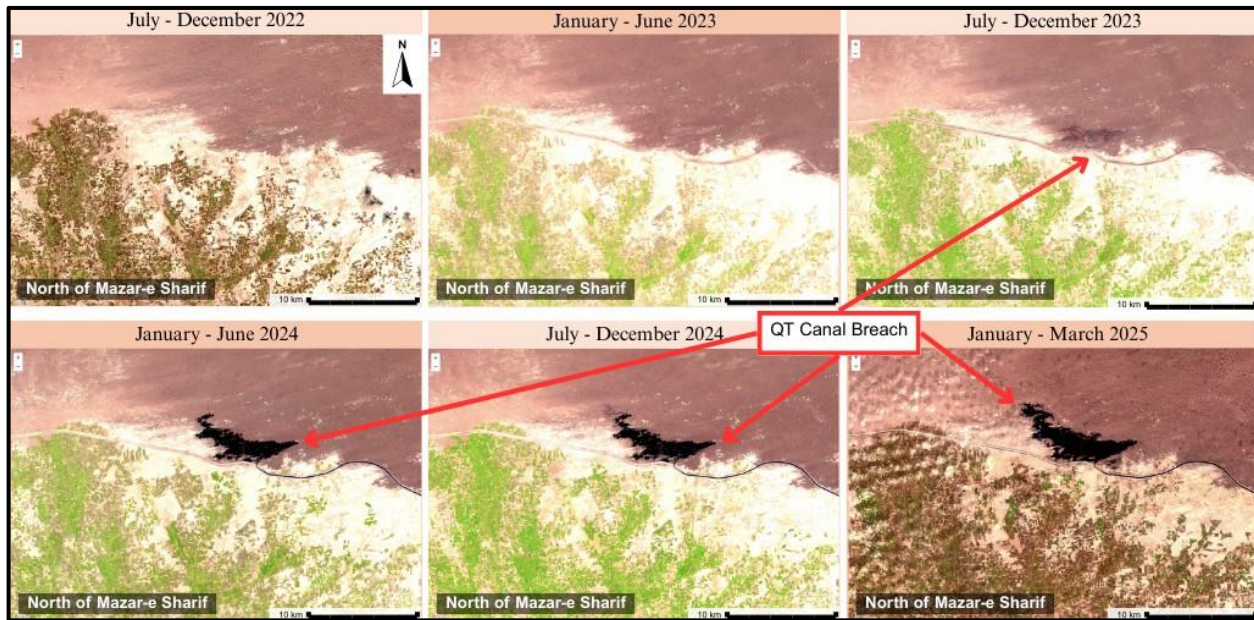 July - December 2022
January - June 2023
July - December 2023
N
North of Mazar-e Sharif
10 km
North of Mazar-e Sharif
10 km
North of Mazar-e Sharif
10 km
January - June 2024
July - December 2024
QT Canal Breach
January - March 2025
North of Mazar-e Sharif
10 km
North of Mazar-e Sharif
10 km
North of Mazar-e Sharif
10 km